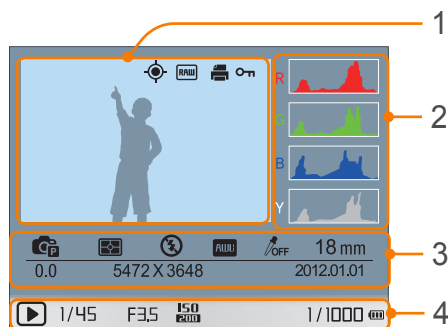 1
RAW
R
2
G
B
Y
P AWB OFF 18 mm
3
0.0 5472 X 3648 2012.01.01
1/45 F3.5 ISO 200 1/1000
4